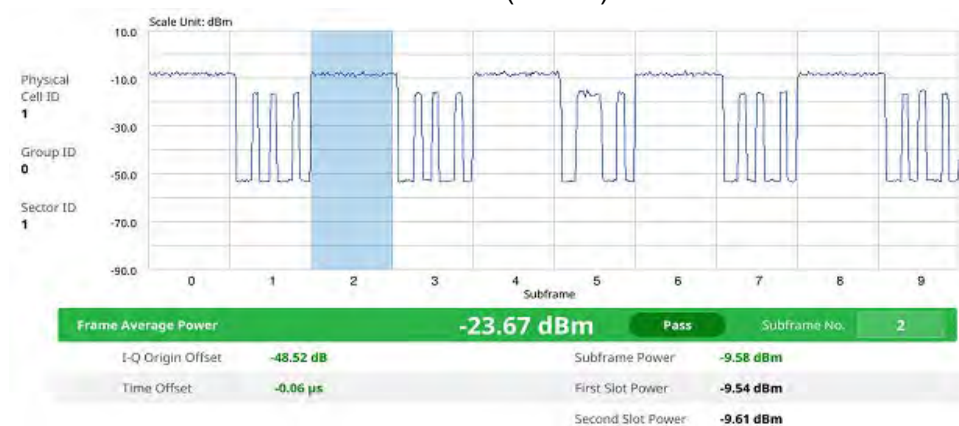 Scale Unit: dBm
10.0
-10.0
-30.0
-50.0
-70.0
-90.0
Physical
Cell ID
1
Group ID
0
Sector ID
1
0 1 2 3 4 5 6 7 8 9
Subframe
Frame Average Power -23.67 dBm Pass Subframe No. 2
I-Q Origin Offset -48.52 dB Subframe Power -9.58 dBm
Time Offset -0.06 µs First Slot Power -9.54 dBm
Second Slot Power -9.61 dBm